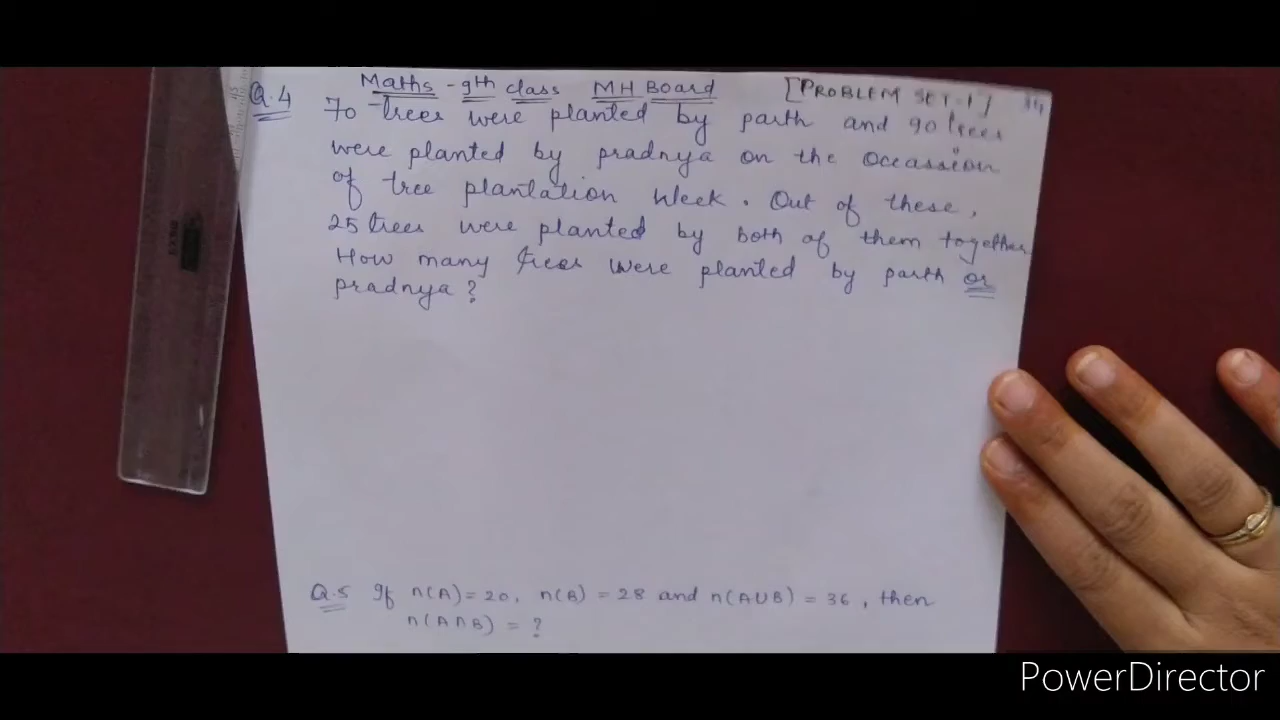 Maths - 9th class MH Board [PROBLEM SET-1]
Q.4 70 trees were planted by parth and 90 trees
were planted by pradnya on the occassion
of tree plantation week. Out of these,
25 trees were planted by both of them together
How many trees were planted by parth or
pradnya ?
Q.5 If n(A) = 20, n(B) = 28 and n(A∪B) = 36, then
n(A∩B) = ?
PowerDirector